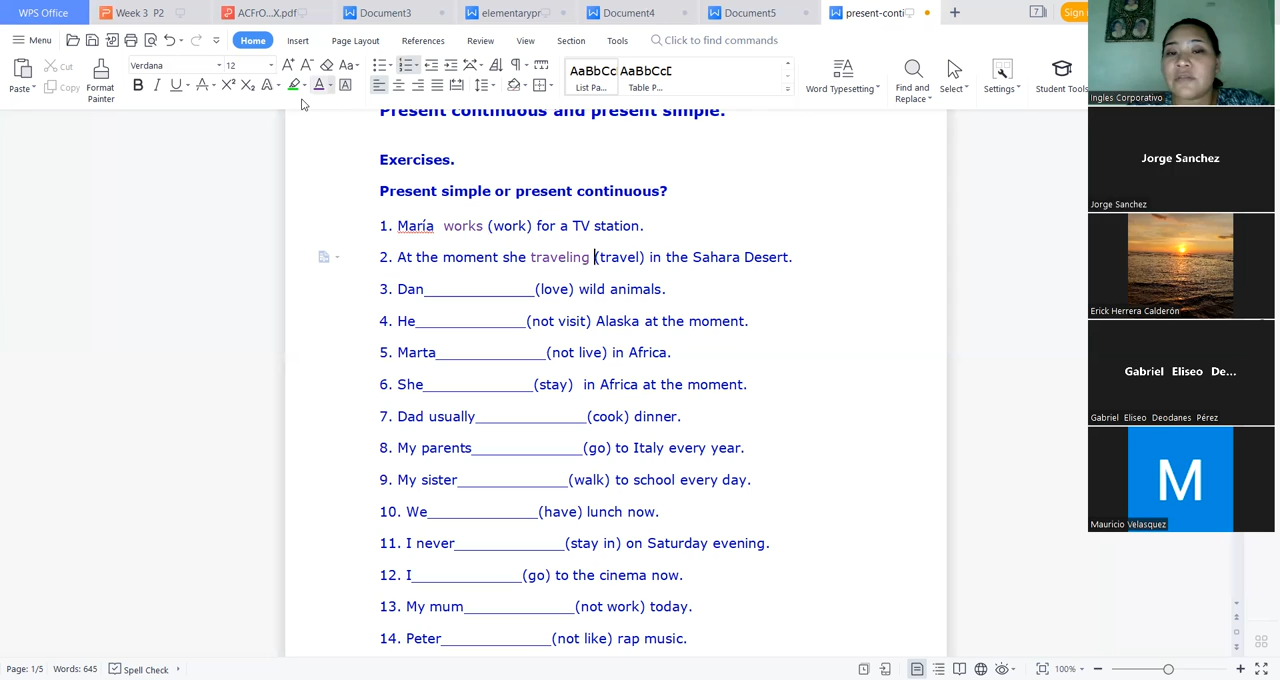 WPS Office
Week 3 P2
ACFrO...X.pdf
Document3
elementarypr
Document4
Document5
present-conti
7
Sign
Menu
Home
Insert
Page Layout
References
Review
View
Section
Tools
Click to find commands
Paste
Cut
Copy
Format Painter
Verdana
12
AaBbCc
List Pa...
AaBbCcD
Table P...
Word Typesetting
Find and Replace
Select
Settings
Student Tools
Present continuous and present simple.
Exercises.
Present simple or present continuous?
1. María works (work) for a TV station.
2. At the moment she traveling (travel) in the Sahara Desert.
3. Dan_____________(love) wild animals.
4. He_____________(not visit) Alaska at the moment.
5. Marta_____________(not live) in Africa.
6. She_____________(stay) in Africa at the moment.
7. Dad usually_____________(cook) dinner.
8. My parents_____________(go) to Italy every year.
9. My sister_____________(walk) to school every day.
10. We_____________(have) lunch now.
11. I never_____________(stay in) on Saturday evening.
12. I_____________(go) to the cinema now.
13. My mum_____________(not work) today.
14. Peter_____________(not like) rap music.
Ingles Corporativo
Jorge Sanchez
Jorge Sanchez
Erick Herrera Calderón
Gabriel Eliseo De...
Gabriel Eliseo Deodanes Pérez
M
Mauricio Velasquez
Page: 1/5
Words: 645
Spell Check
100%